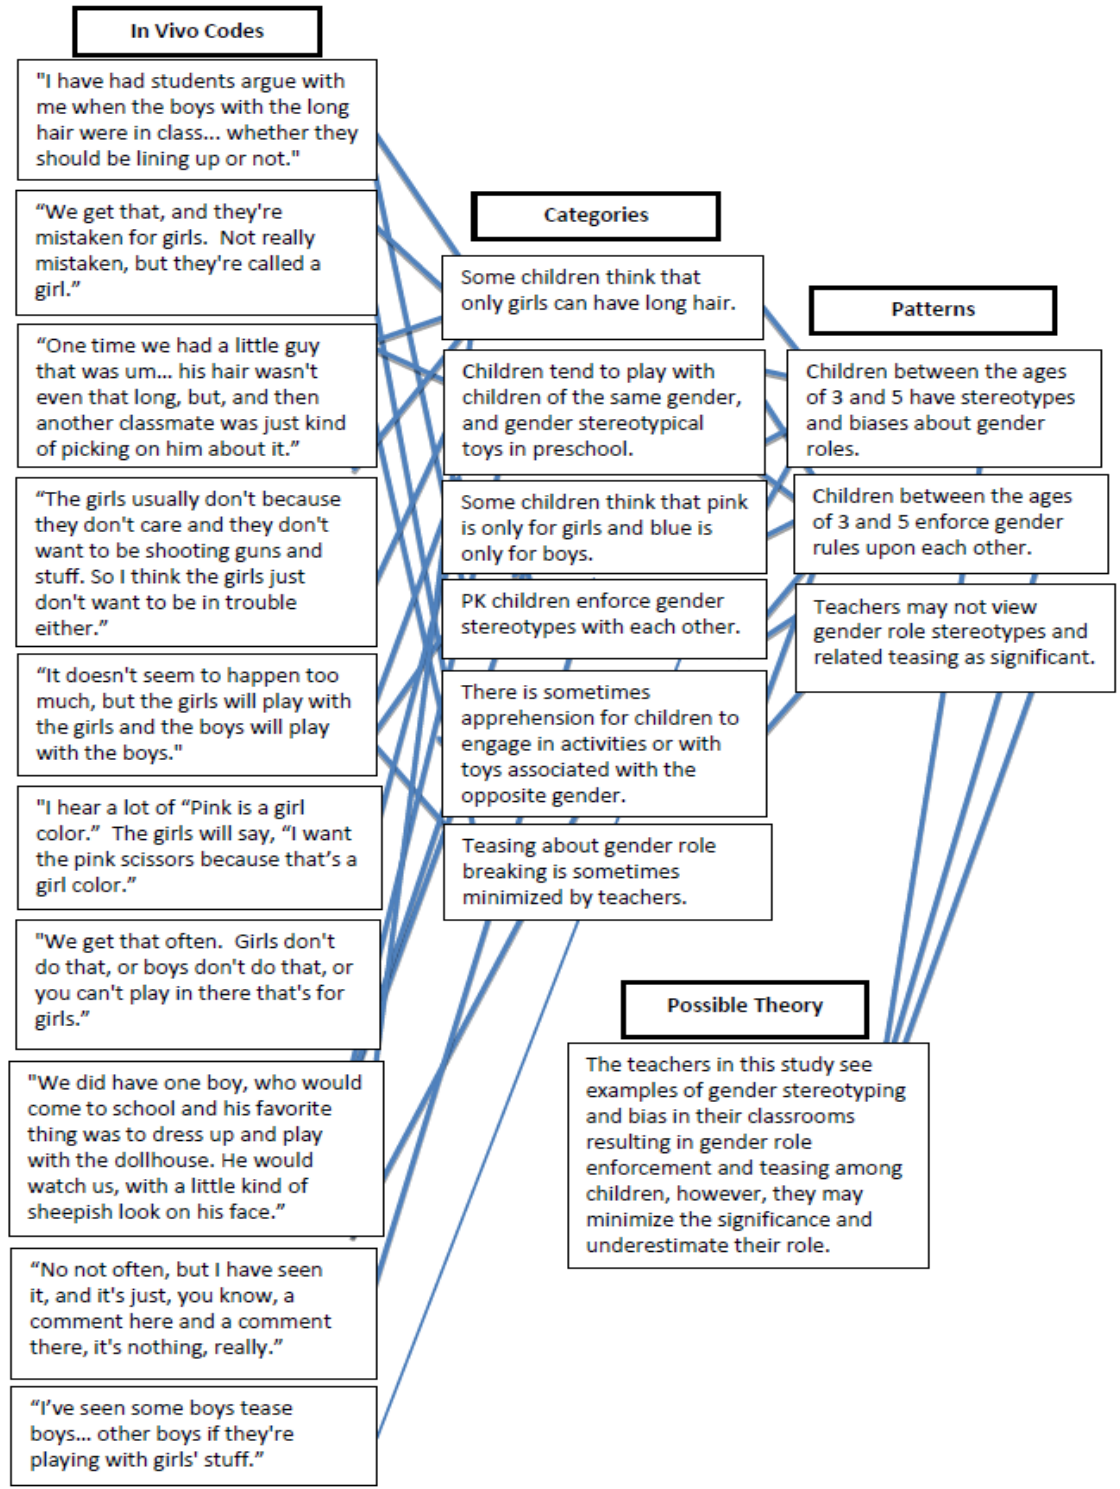 In Vivo Codes
"I have had students argue with
me when the boys with the long
hair were in class... whether they
should be lining up or not."
“We get that, and they're
mistaken for girls.  Not really
mistaken, but they're called a
girl.”
“One time we had a little guy
that was um... his hair wasn't
even that long, but, and then
another classmate was just kind
of picking on him about it.”
“The girls usually don't because
they don't care and they don't
want to be shooting guns and
stuff. So I think the girls just
don't want to be in trouble
either.”
“It doesn't seem to happen too
much, but the girls will play with
the girls and the boys will play
with the boys."
"I hear a lot of “Pink is a girl
color.”  The girls will say, “I want
the pink scissors because that’s a
girl color.”
"We get that often.  Girls don't
do that, or boys don't do that, or
you can't play in there that's for
girls.”
"We did have one boy, who would
come to school and his favorite
thing was to dress up and play
with the dollhouse. He would
watch us, with a little kind of
sheepish look on his face.”
“No not often, but I have seen
it, and it's just, you know, a
comment here and a comment
there, it's nothing, really.”
“I’ve seen some boys tease
boys... other boys if they're
playing with girls' stuff.”
Categories
Some children think that
only girls can have long hair.
Children tend to play with
children of the same gender,
and gender stereotypical
toys in preschool.
Some children think that pink
is only for girls and blue is
only for boys.
PK children enforce gender
stereotypes with each other.
There is sometimes
apprehension for children to
engage in activities or with
toys associated with the
opposite gender.
Teasing about gender role
breaking is sometimes
minimized by teachers.
Patterns
Children between the ages
of 3 and 5 have stereotypes
and biases about gender
roles.
Children between the ages
of 3 and 5 enforce gender
rules upon each other.
Teachers may not view
gender role stereotypes and
related teasing as significant.
Possible Theory
The teachers in this study see
examples of gender stereotyping
and bias in their classrooms
resulting in gender role
enforcement and teasing among
children, however, they may
minimize the significance and
underestimate their role.